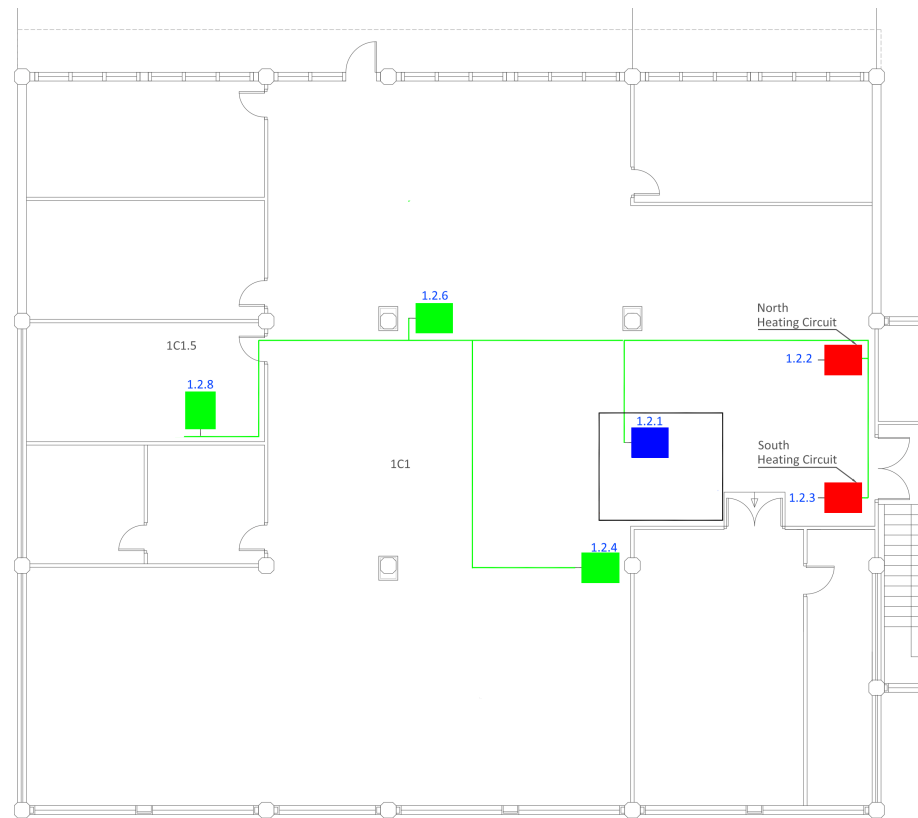 1.2.6
North
Heating Circuit
1C1.5
1.2.2
1.2.8
1.2.1
South
Heating Circuit
1C1
1.2.3
1.2.4